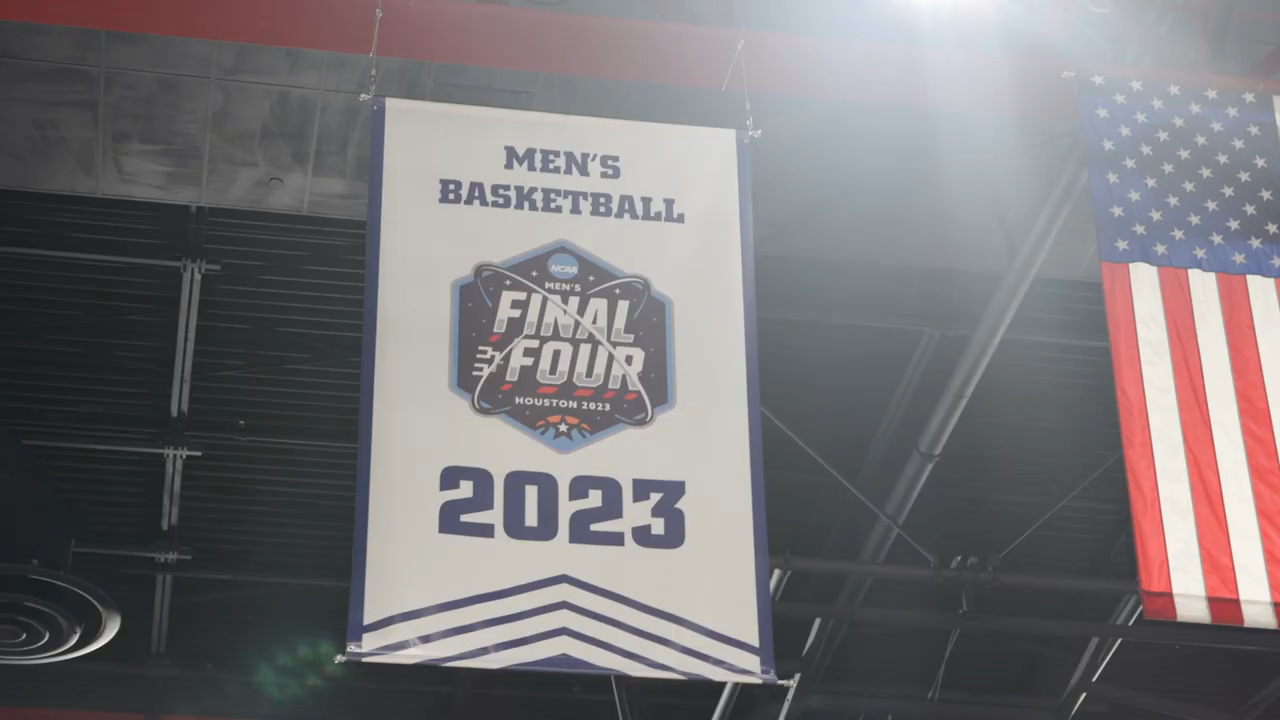 MEN'S
BASKETBALL
NCAA
MEN'S
FINAL
FOUR
HOUSTON 2023
2023